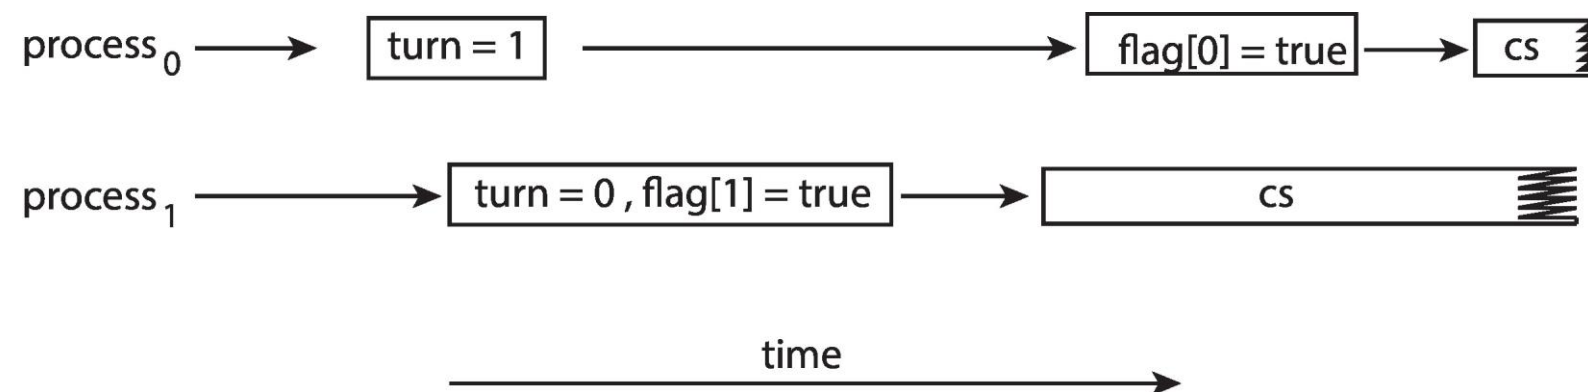 process0 turn = 1 flag[0] = true cs
process1 turn = 0 , flag[1] = true cs
time